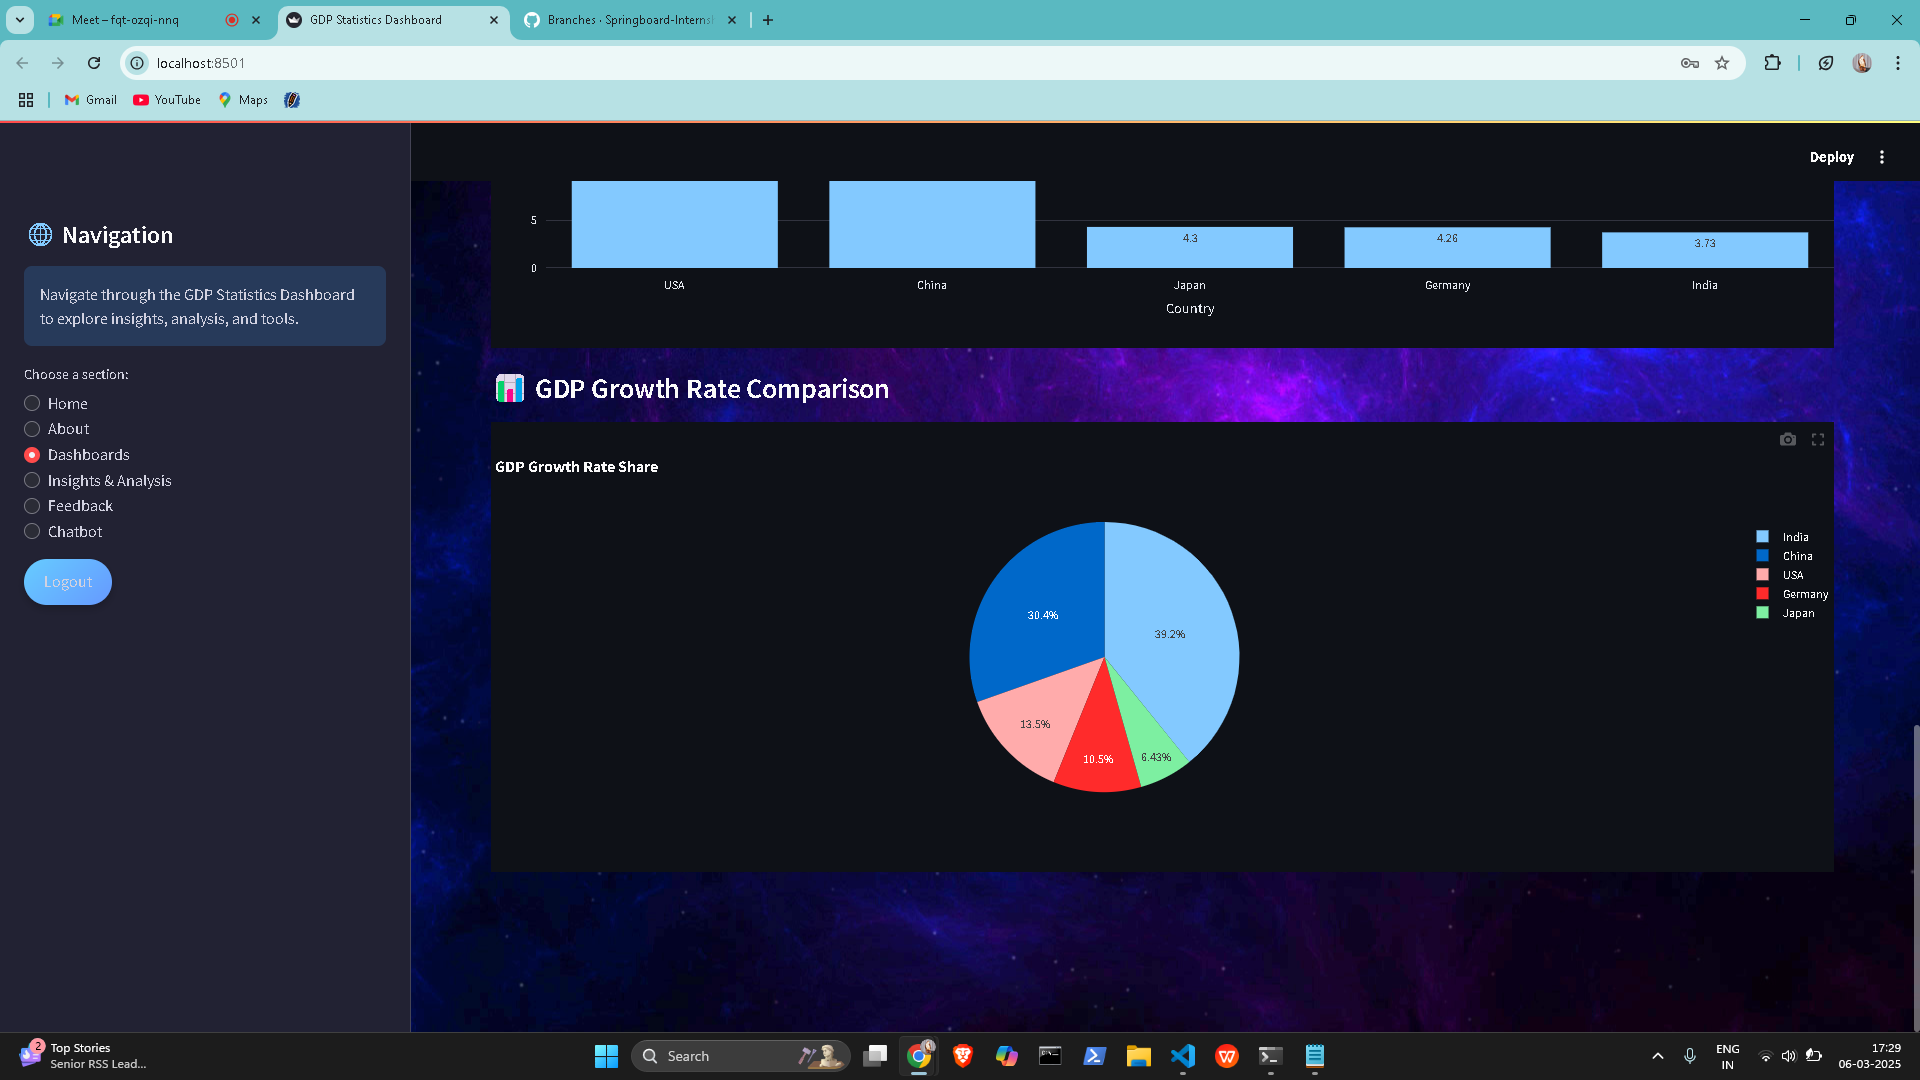 Meet – fqt-ozqi-nnq
GDP Statistics Dashboard
Branches · Springboard-Interns
localhost:8501
Gmail
YouTube
Maps
Deploy
Navigation
Navigate through the GDP Statistics Dashboard
to explore insights, analysis, and tools.
Choose a section:
Home
About
Dashboards
Insights & Analysis
Feedback
Chatbot
Logout
5
0
4.3
4.26
3.73
USA
China
Japan
Germany
India
Country
GDP Growth Rate Comparison
GDP Growth Rate Share
30.4%
39.2%
13.5%
10.5%
6.43%
India
China
USA
Germany
Japan
2
Top Stories
Senior RSS Lead...
Search
ENG
IN
17:29
06-03-2025